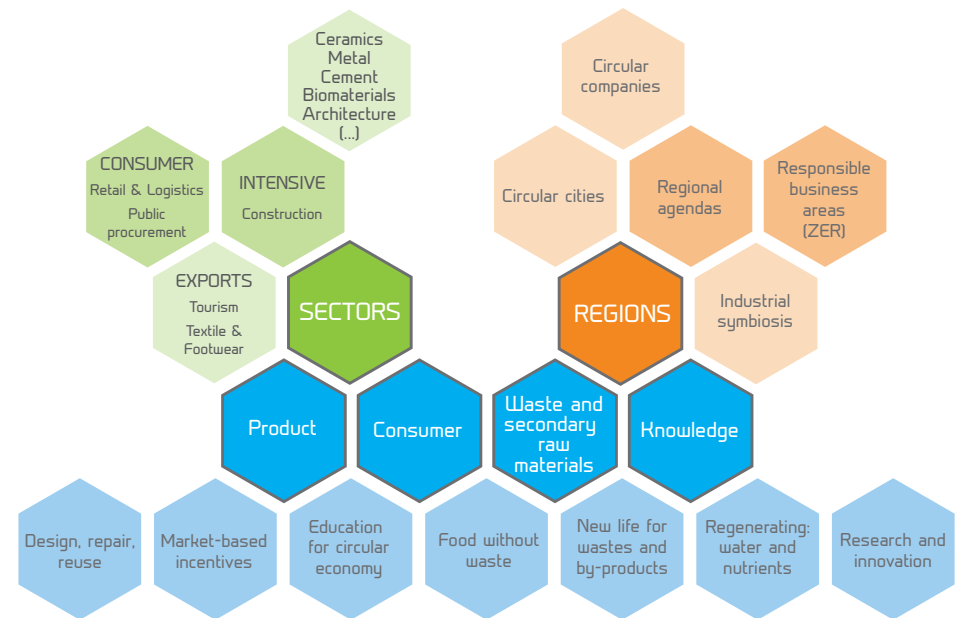 Ceramics
Metal
Cement
Biomaterials
Architecture
(...)
Circular
companies
CONSUMER
Retail & Logistics
Public
procurement
INTENSIVE
Construction
Circular cities
Regional
agendas
Responsible
business
areas
(ZER)
EXPORTS
Tourism
Textile &
Footwear
SECTORS
REGIONS
Industrial
symbiosis
Product
Consumer
Waste and
secondary
raw
materials
Knowledge
Design, repair,
reuse
Market-based
incentives
Education
for circular
economy
Food without
waste
New life for
wastes and
by-products
Regenerating:
water and
nutrients
Research and
innovation